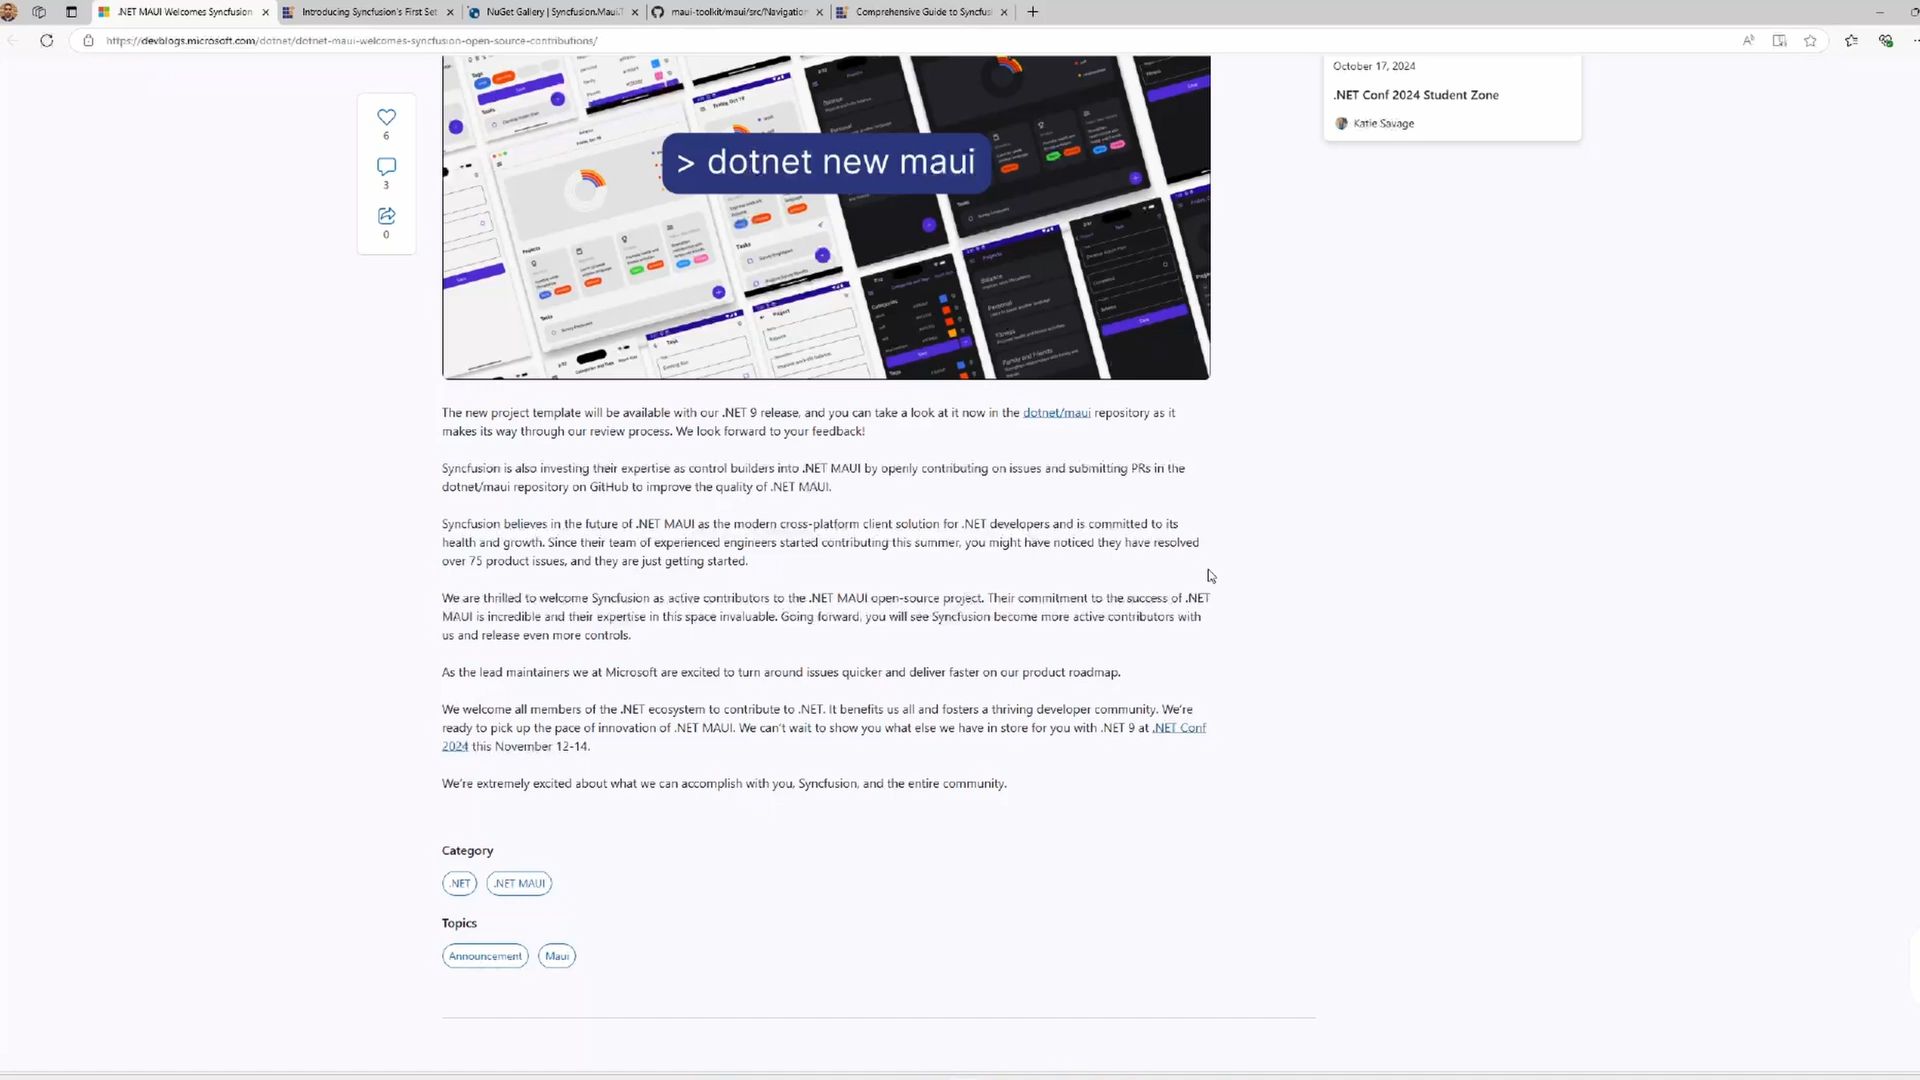 .NET MAUI Welcomes Syncfusion
Introducing Syncfusion's First Set
NuGet Gallery | Syncfusion.Maui.T
maui-toolkit/maui/src/Navigation
Comprehensive Guide to Syncfus
https://devblogs.microsoft.com/dotnet/dotnet-maui-welcomes-syncfusion-open-source-contributions/
October 17, 2024
.NET Conf 2024 Student Zone
Katie Savage
6
3
0
> dotnet new maui
The new project template will be available with our .NET 9 release, and you can take a look at it now in the dotnet/maui repository as it
makes its way through our review process. We look forward to your feedback!
Syncfusion is also investing their expertise as control builders into .NET MAUI by openly contributing on issues and submitting PRs in the
dotnet/maui repository on GitHub to improve the quality of .NET MAUI.
Syncfusion believes in the future of .NET MAUI as the modern cross-platform client solution for .NET developers and is committed to its
health and growth. Since their team of experienced engineers started contributing this summer, you might have noticed they have resolved
over 75 product issues, and they are just getting started.
We are thrilled to welcome Syncfusion as active contributors to the .NET MAUI open-source project. Their commitment to the success of .NET
MAUI is incredible and their expertise in this space invaluable. Going forward, you will see Syncfusion become more active contributors with
us and release even more controls.
As the lead maintainers we at Microsoft are excited to turn around issues quicker and deliver faster on our product roadmap.
We welcome all members of the .NET ecosystem to contribute to .NET. It benefits us all and fosters a thriving developer community. We're
ready to pick up the pace of innovation of .NET MAUI. We can't wait to show you what else we have in store for you with .NET 9 at .NET Conf
2024 this November 12-14.
We're extremely excited about what we can accomplish with you, Syncfusion, and the entire community.
Category
.NET
.NET MAUI
Topics
Announcement
Maui